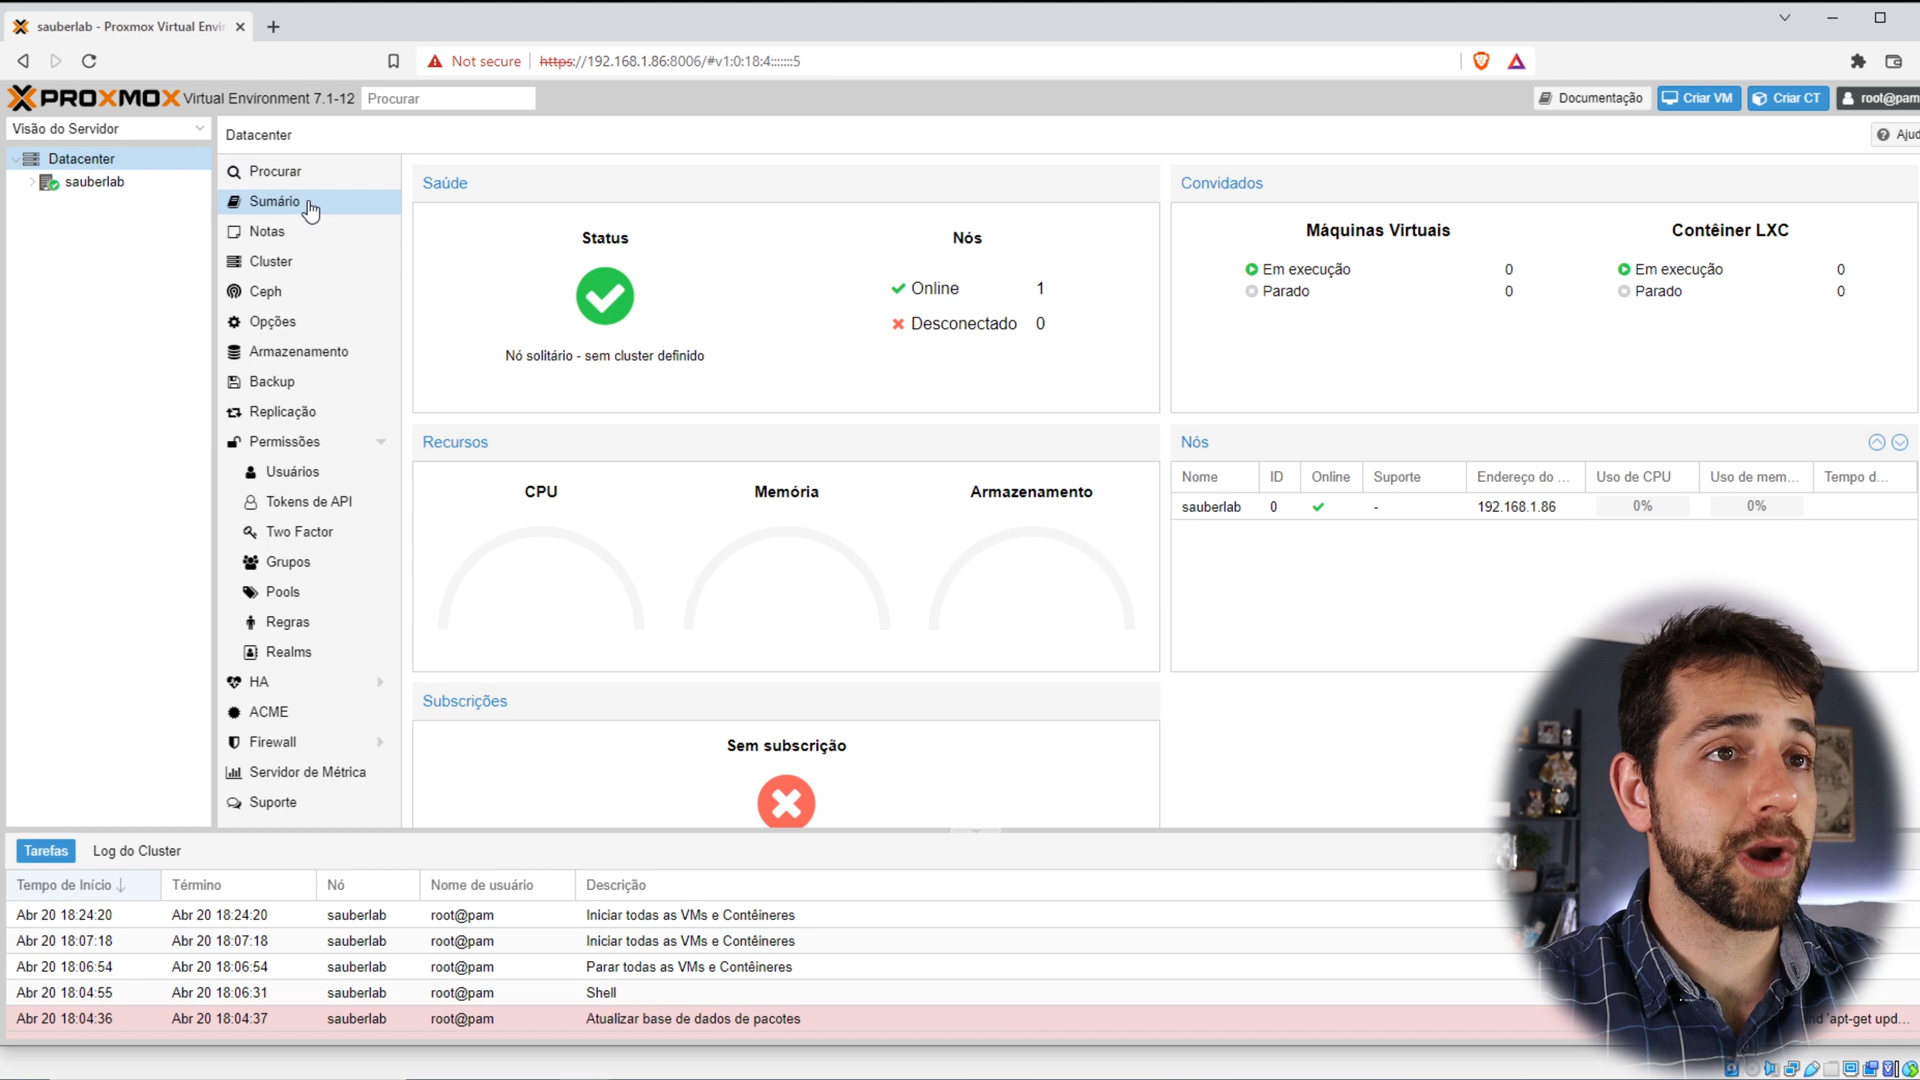 sauberlab - Proxmox Virtual Envi
Not secure https://192.168.1.86:8006/#v1:0:18:4:::::::5
PROXMOX Virtual Environment 7.1-12 Procurar Documentação Criar VM Criar CT root@pam
Visão do Servidor
Datacenter
sauberlab
Datacenter
Ajud
Procurar
Sumário
Notas
Cluster
Ceph
Opções
Armazenamento
Backup
Replicação
Permissões
Usuários
Tokens de API
Two Factor
Grupos
Pools
Regras
Realms
HA
ACME
Firewall
Servidor de Métrica
Suporte
Saúde
Status
Nó solitário - sem cluster definido
Nós
Online 1
Desconectado 0
Convidados
Máquinas Virtuais
Em execução 0
Parado 0
Contêiner LXC
Em execução 0
Parado 0
Recursos
CPU Memória Armazenamento
Nós
Nome ID Online Suporte Endereço do ... Uso de CPU Uso de mem... Tempo d...
sauberlab 0 - 192.168.1.86 0% 0%
Subscrições
Sem subscrição
Tarefas Log do Cluster
Tempo de Início Término Nó Nome de usuário Descrição
Abr 20 18:24:20 Abr 20 18:24:20 sauberlab root@pam Iniciar todas as VMs e Contêineres
Abr 20 18:07:18 Abr 20 18:07:18 sauberlab root@pam Iniciar todas as VMs e Contêineres
Abr 20 18:06:54 Abr 20 18:06:54 sauberlab root@pam Parar todas as VMs e Contêineres
Abr 20 18:04:55 Abr 20 18:06:31 sauberlab root@pam Shell
Abr 20 18:04:36 Abr 20 18:04:37 sauberlab root@pam Atualizar base de dados de pacotes 'apt-get upd...